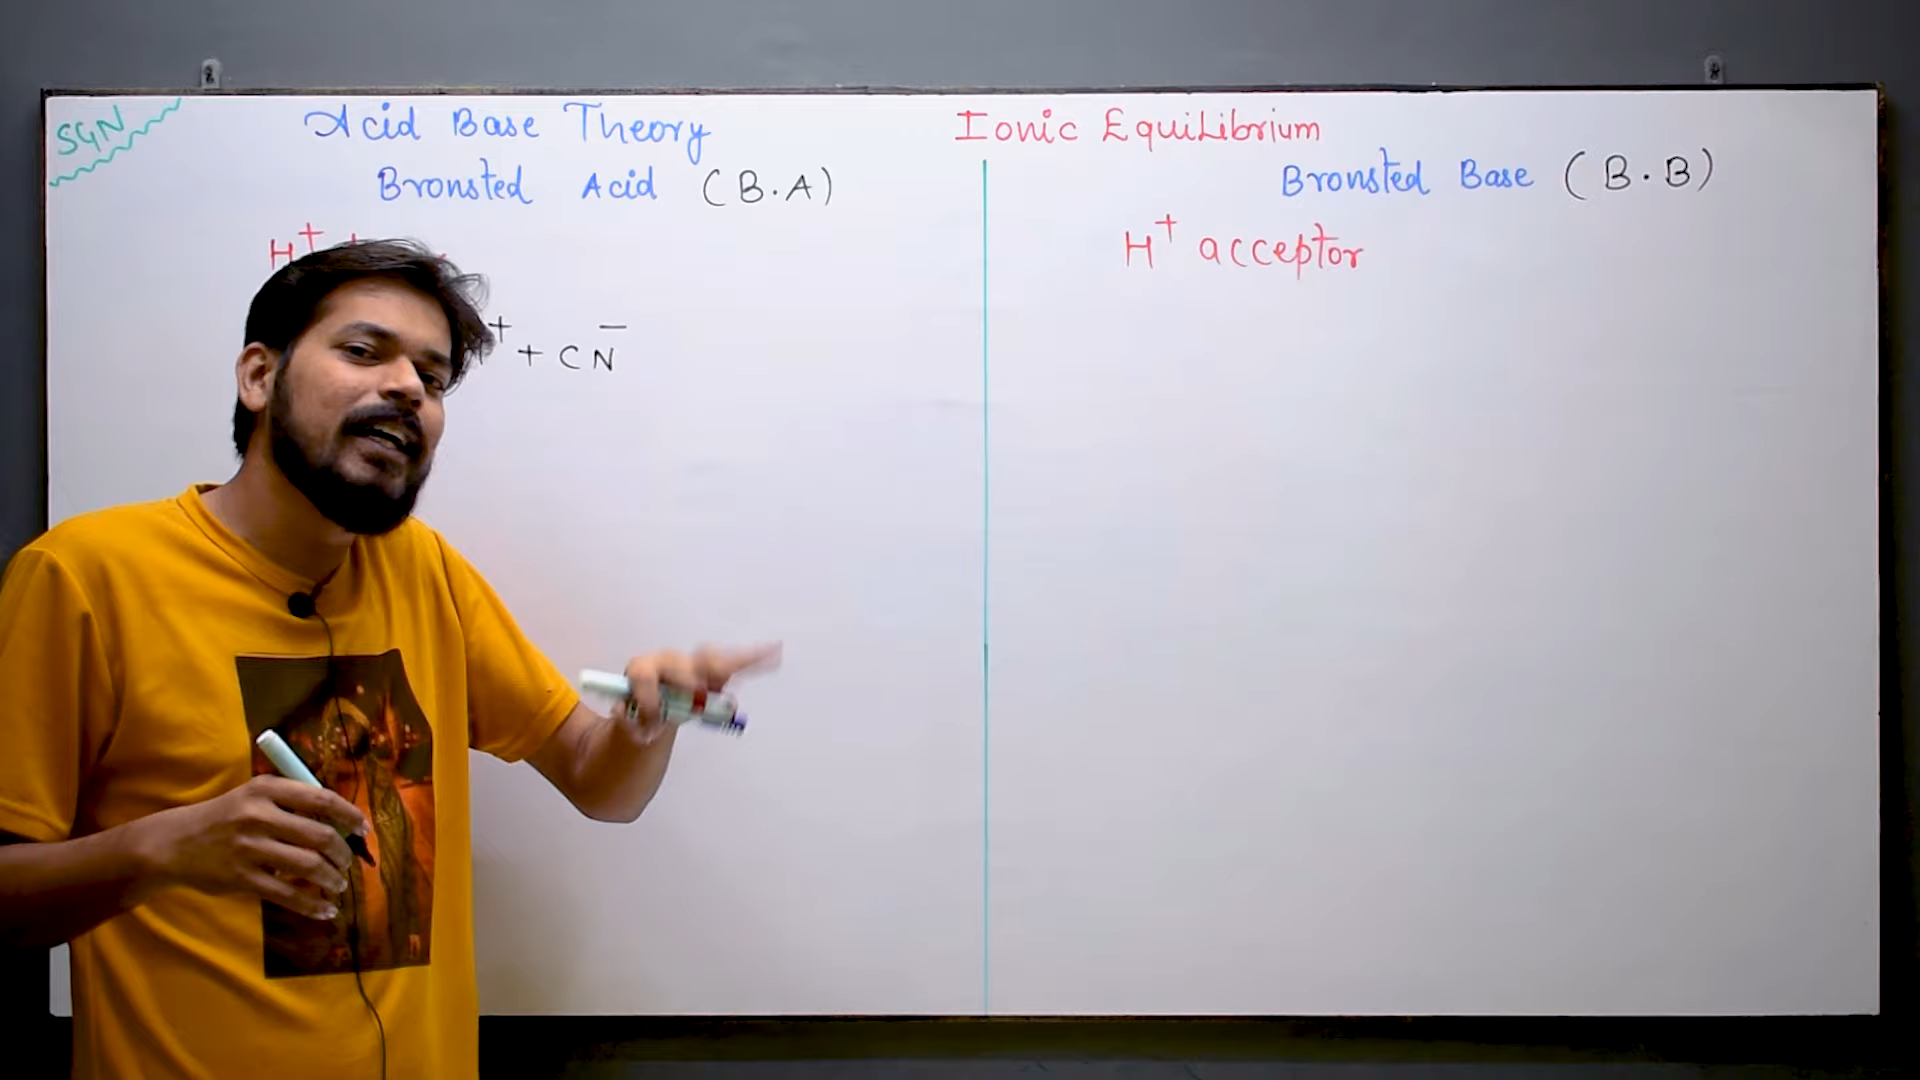 SGN
Acid Base Theory
Ionic EquiLibrium
Bronsted Acid (B.A)
Bronsted Base (B.B)
H⁺
H⁺ acceptor
⁺ + CN⁻